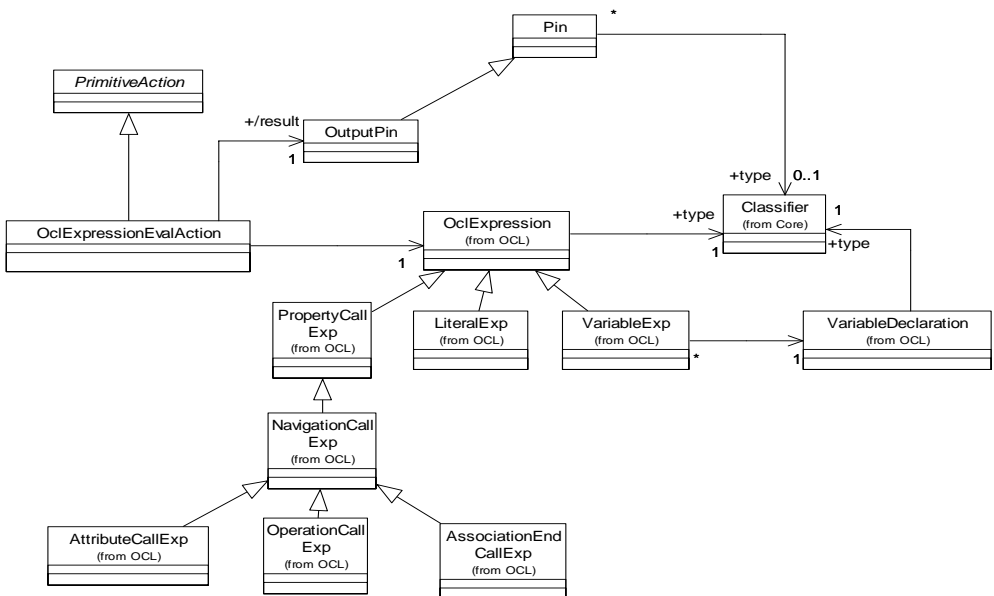 *
Pin
PrimitiveAction
+/result
OutputPin
1
+type
0..1
Classifier
(from Core)
1
+type
OclExpressionEvalAction
1
OclExpression
(from OCL)
+type
1
PropertyCall
Exp
(from OCL)
LiteralExp
(from OCL)
VariableExp
(from OCL)
*
1
VariableDeclaration
(from OCL)
NavigationCall
Exp
(from OCL)
AttributeCallExp
(from OCL)
OperationCall
Exp
(from OCL)
AssociationEnd
CallExp
(from OCL)